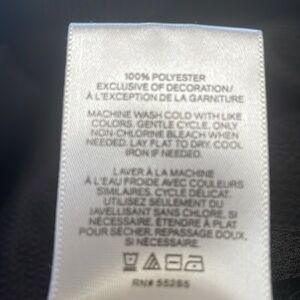 100% POLYESTER
EXCLUSIVE OF DECORATION/
À L'EXCEPTION DE LA GARNITURE
MACHINE WASH COLD WITH LIKE
COLORS. GENTLE CYCLE. ONLY
NON-CHLORINE BLEACH WHEN
NEEDED. LAY FLAT TO DRY. COOL
IRON IF NEEDED.
LAVER À LA MACHINE
À L'EAU FROIDE AVEC COULEURS
SIMILAIRES. CYCLE DÉLICAT.
UTILISEZ SEULEMENT DU
JAVELLISANT SANS CHLORE, SI
NÉCESSAIRE. ÉTENDRE À PLAT
POUR SÉCHER. REPASSAGE DOUX,
SI NÉCESSAIRE.
RN# 55285